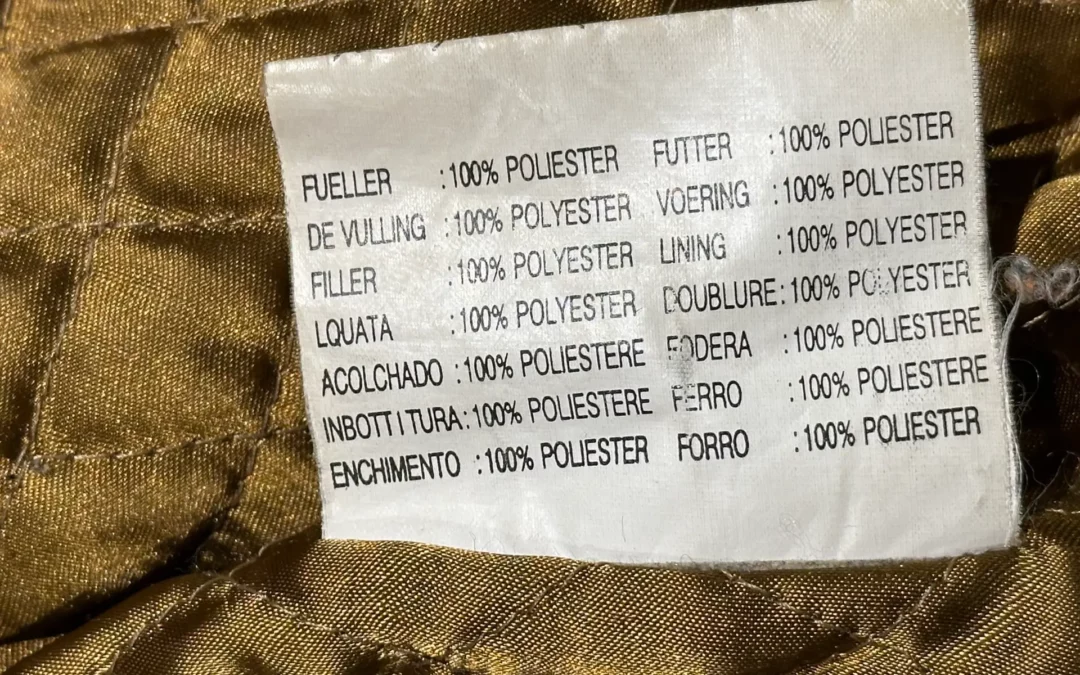 FUELLER :100% POLIESTER FUTTER :100% POLIESTER
DE VULLING :100% POLYESTER VOERING :100% POLYESTER
FILLER :100% POLYESTER LINING :100% POLYESTER
LQUATA :100% POLYESTER DOUBLURE:100% POLYESTER
ACOLCHADO :100% POLIESTERE FODERA :100% POLIESTERE
INBOTTITURA:100% POLIESTERE FERRO :100% POLIESTERE
ENCHIMENTO :100% POLIESTER FORRO :100% POLIESTER